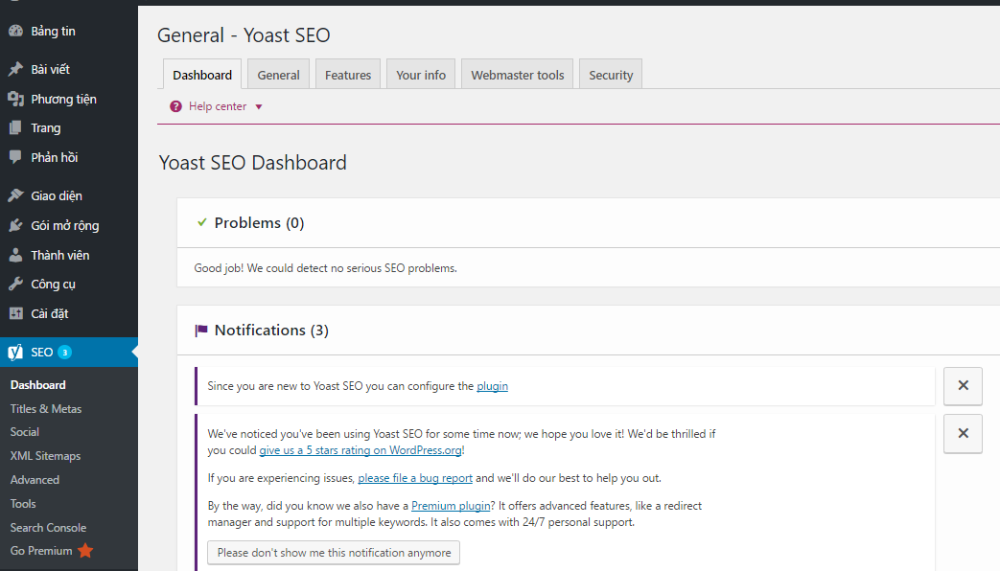 Bảng tin
Bài viết
Phương tiện
Trang
Phản hồi
Giao diện
Gói mở rộng
Thành viên
Công cụ
Cài đặt
SEO 3
Dashboard
Titles & Metas
Social
XML Sitemaps
Advanced
Tools
Search Console
Go Premium
General - Yoast SEO
Dashboard General Features Your info Webmaster tools Security
Help center
Yoast SEO Dashboard
Problems (0)
Good job! We could detect no serious SEO problems.
Notifications (3)
Since you are new to Yoast SEO you can configure the plugin
We've noticed you've been using Yoast SEO for some time now; we hope you love it! We'd be thrilled if
you could give us a 5 stars rating on WordPress.org!
If you are experiencing issues, please file a bug report and we'll do our best to help you out.
By the way, did you know we also have a Premium plugin? It offers advanced features, like a redirect
manager and support for multiple keywords. It also comes with 24/7 personal support.
Please don't show me this notification anymore